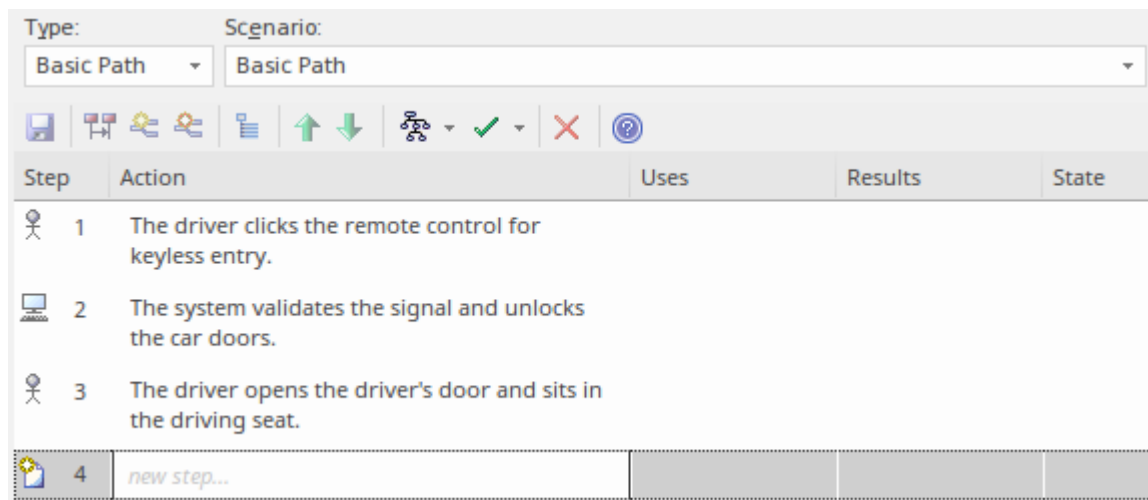 Type: Scenario:
Basic Path Basic Path
Step Action Uses Results State
1 The driver clicks the remote control for
keyless entry.
2 The system validates the signal and unlocks
the car doors.
3 The driver opens the driver's door and sits in
the driving seat.
4 new step...